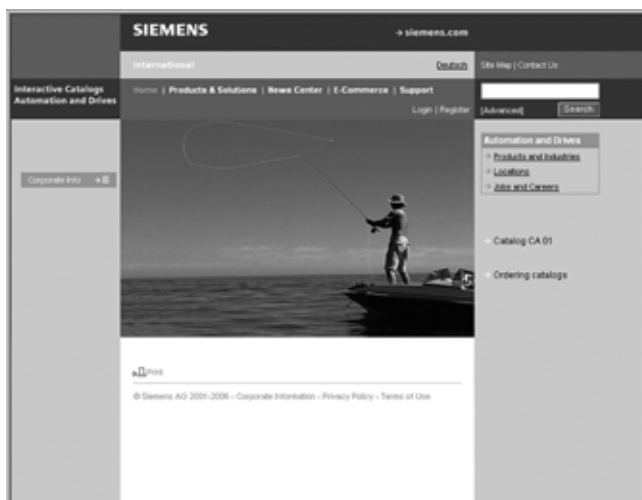 SIEMENS
→ siemens.com
International
Deutsch
Site Map | Contact Us
Interactive Catalogs
Automation and Drives
Home | Products & Solutions | News Center | E-Commerce | Support
Login | Register
[Advanced]
Search
Corporate Info
Automation and Drives
Products and Industries
Locations
Jobs and Careers
Catalog CA 01
Ordering catalogs
Print
© Siemens AG 2001-2006 - Corporate Information - Privacy Policy - Terms of Use